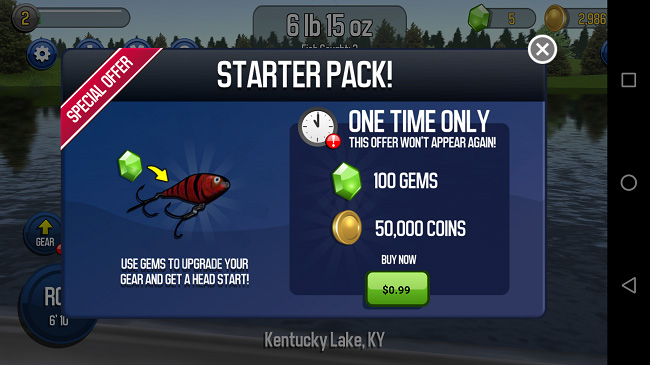 2
6 lb 15 oz
5
2,986
STARTER PACK!
SPECIAL OFFER
ONE TIME ONLY
THIS OFFER WON'T APPEAR AGAIN!
100 GEMS
50,000 COINS
USE GEMS TO UPGRADE YOUR
GEAR AND GET A HEAD START!
BUY NOW
$0.99
GEAR
6' 10
Kentucky Lake, KY